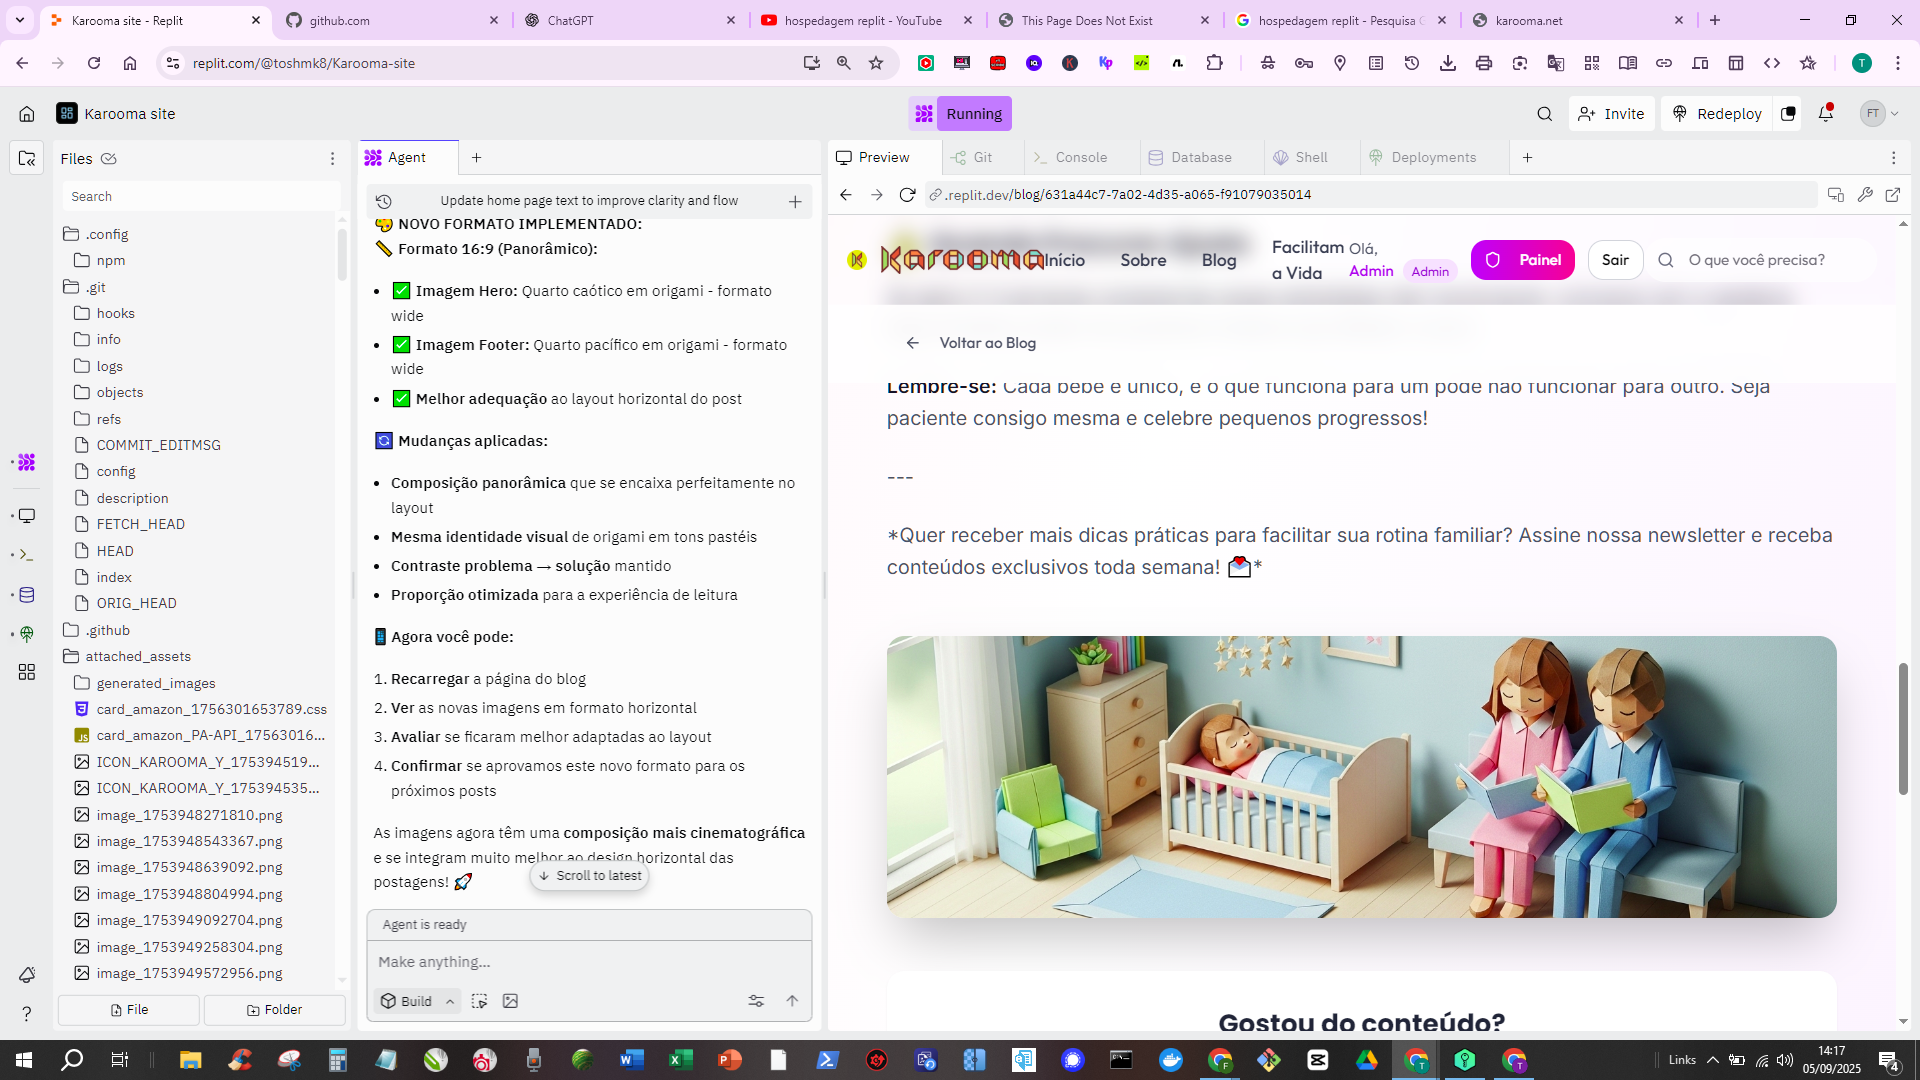 Karooma site - Replit
github.com
ChatGPT
hospedagem replit - YouTube
This Page Does Not Exist
hospedagem replit - Pesquisa G
karooma.net
replit.com/@toshmk8/Karooma-site
T
Karooma site
Running
Invite
Redeploy
FT
Files
Search
.config
npm
.git
hooks
info
logs
objects
refs
COMMIT_EDITMSG
config
description
FETCH_HEAD
HEAD
index
ORIG_HEAD
.github
attached_assets
generated_images
card_amazon_1756301653789.css
card_amazon_PA-API_17563016...
ICON_KAROOMA_Y_175394519...
ICON_KAROOMA_Y_175394535...
image_1753948271810.png
image_1753948543367.png
image_1753948639092.png
image_1753948804994.png
image_1753949092704.png
image_1753949258304.png
image_1753949572956.png
File
Folder
Agent
Update home page text to improve clarity and flow
🎨 NOVO FORMATO IMPLEMENTADO:
📏 Formato 16:9 (Panorâmico):
• ✅ Imagem Hero: Quarto caótico em origami - formato
wide
• ✅ Imagem Footer: Quarto pacífico em origami - formato
wide
• ✅ Melhor adequação ao layout horizontal do post
🔄 Mudanças aplicadas:
• Composição panorâmica que se encaixa perfeitamente no
layout
• Mesma identidade visual de origami em tons pastéis
• Contraste problema → solução mantido
• Proporção otimizada para a experiência de leitura
📱 Agora você pode:
1. Recarregar a página do blog
2. Ver as novas imagens em formato horizontal
3. Avaliar se ficaram melhor adaptadas ao layout
4. Confirmar se aprovamos este novo formato para os
próximos posts
As imagens agora têm uma composição mais cinematográfica
e se integram muito melhor ao design horizontal das
postagens! 🚀
Scroll to latest
Agent is ready
Make anything...
Build
Preview
Git
Console
Database
Shell
Deployments
.replit.dev/blog/631a44c7-7a02-4d35-a065-f91079035014
Karooma
Início
Sobre
Blog
Facilitam
a Vida
Olá,
Admin
Admin
Painel
Sair
O que você precisa?
Voltar ao Blog
Lembre-se: Cada bebê é único, e o que funciona para um pode não funcionar para outro. Seja
paciente consigo mesma e celebre pequenos progressos!
---
*Quer receber mais dicas práticas para facilitar sua rotina familiar? Assine nossa newsletter e receba
conteúdos exclusivos toda semana! 💌*
Gostou do conteúdo?
Links
14:17
05/09/2025
4